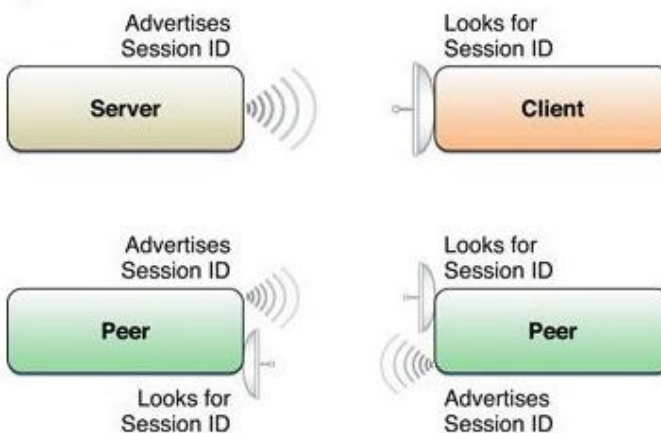 Advertises
Session ID
Looks for
Session ID
Server
Client
Advertises
Session ID
Looks for
Session ID
Peer
Peer
Looks for
Session ID
Advertises
Session ID